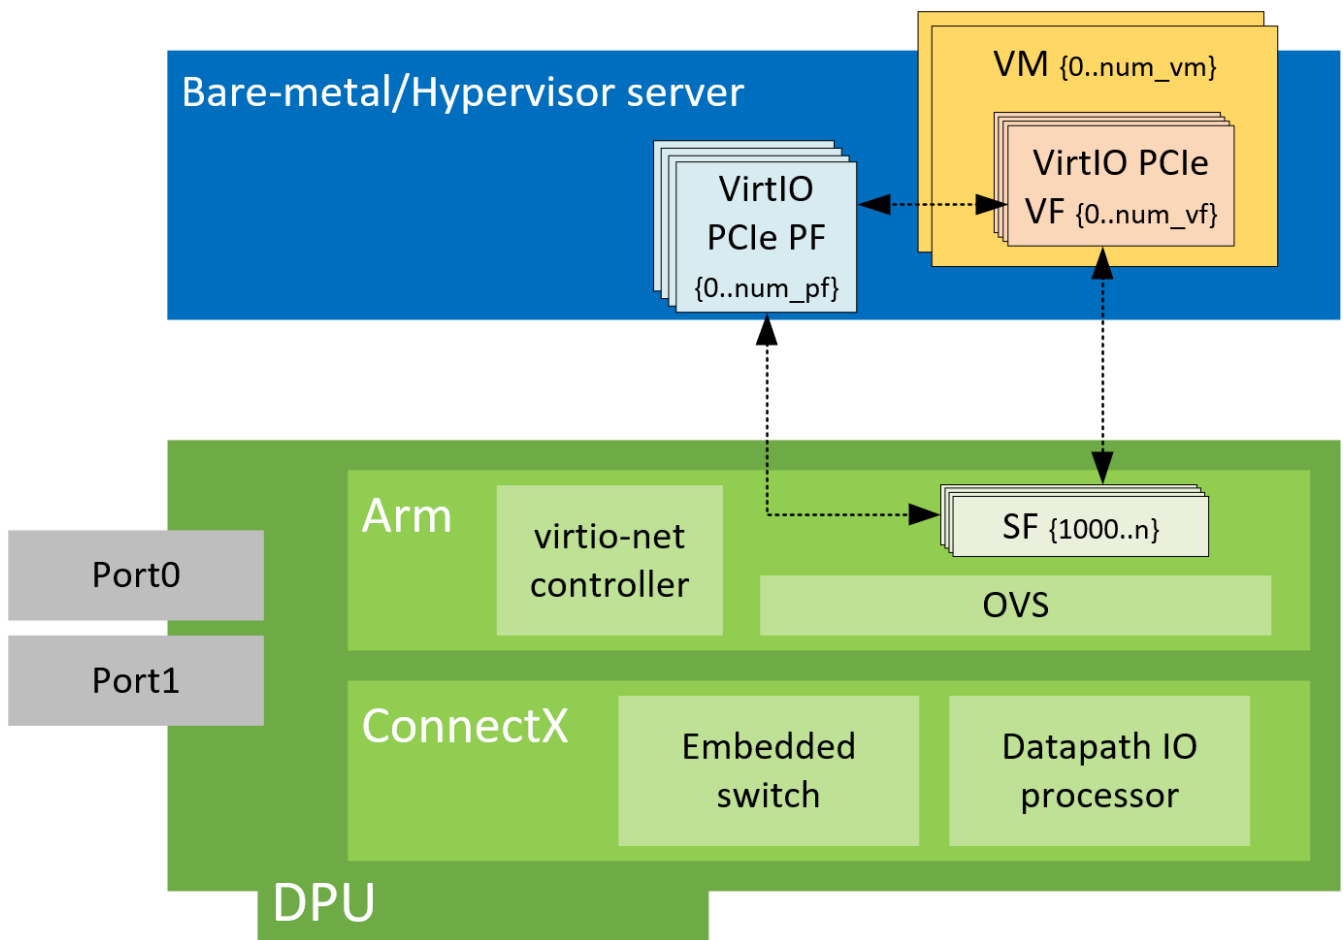 Bare-metal/Hypervisor server
VM {0..num_vm}
VirtIO PCIe
VF {0..num_vf}
VirtIO
PCIe PF
{0..num_pf}
Arm
virtio-net
controller
SF {1000..n}
OVS
Port0
Port1
ConnectX
Embedded
switch
Datapath IO
processor
DPU